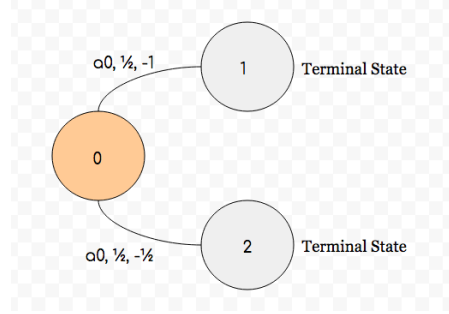 a0, ½, -1
1
Terminal State
0
a0, ½, -½
2
Terminal State